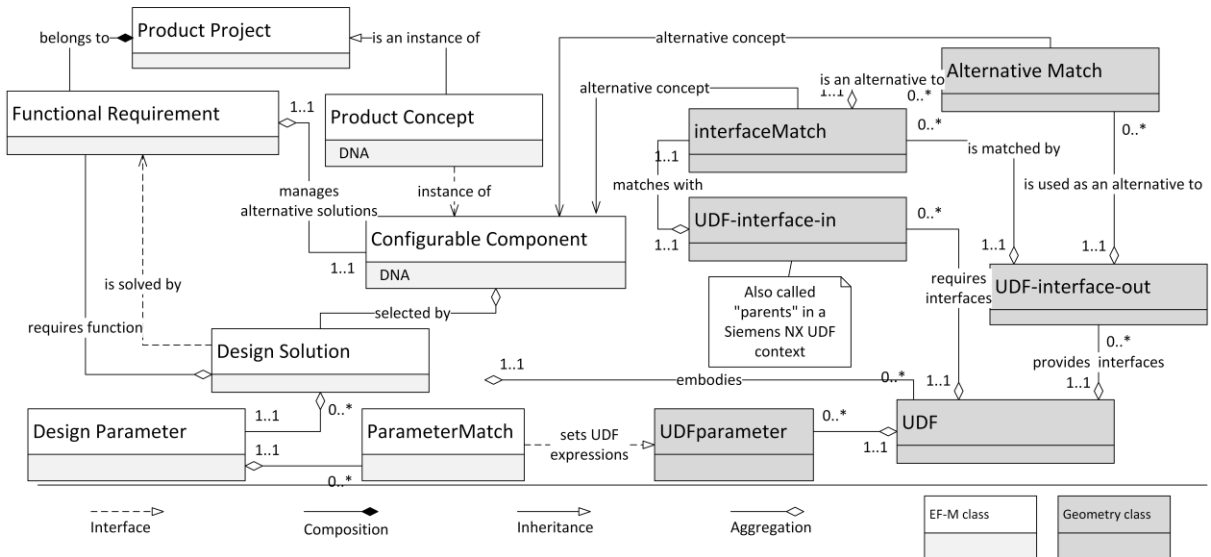 Product Project
belongs to
is an instance of
alternative concept
Alternative Match
is an alternative to
1..1
0..*
0..*
Functional Requirement
1..1
Product Concept
DNA
alternative concept
interfaceMatch
0..*
1..1
is matched by
matches with
is used as an alternative to
instance of
manages
alternative solutions
Configurable Component
DNA
1..1
UDF-interface-in
0..*
1..1
1..1
1..1
UDF-interface-out
requires
interfaces
Also called
"parents" in a
Siemens NX UDF
context
is solved by
selected by
requires function
Design Solution
0..*
provides interfaces
1..1
embodies
0..*
1..1
1..1
Design Parameter
1..1
0..*
1..1
0..*
ParameterMatch
sets UDF
expressions
UDFparameter
0..*
1..1
UDF
Interface
Composition
Inheritance
Aggregation
EF-M class
Geometry class